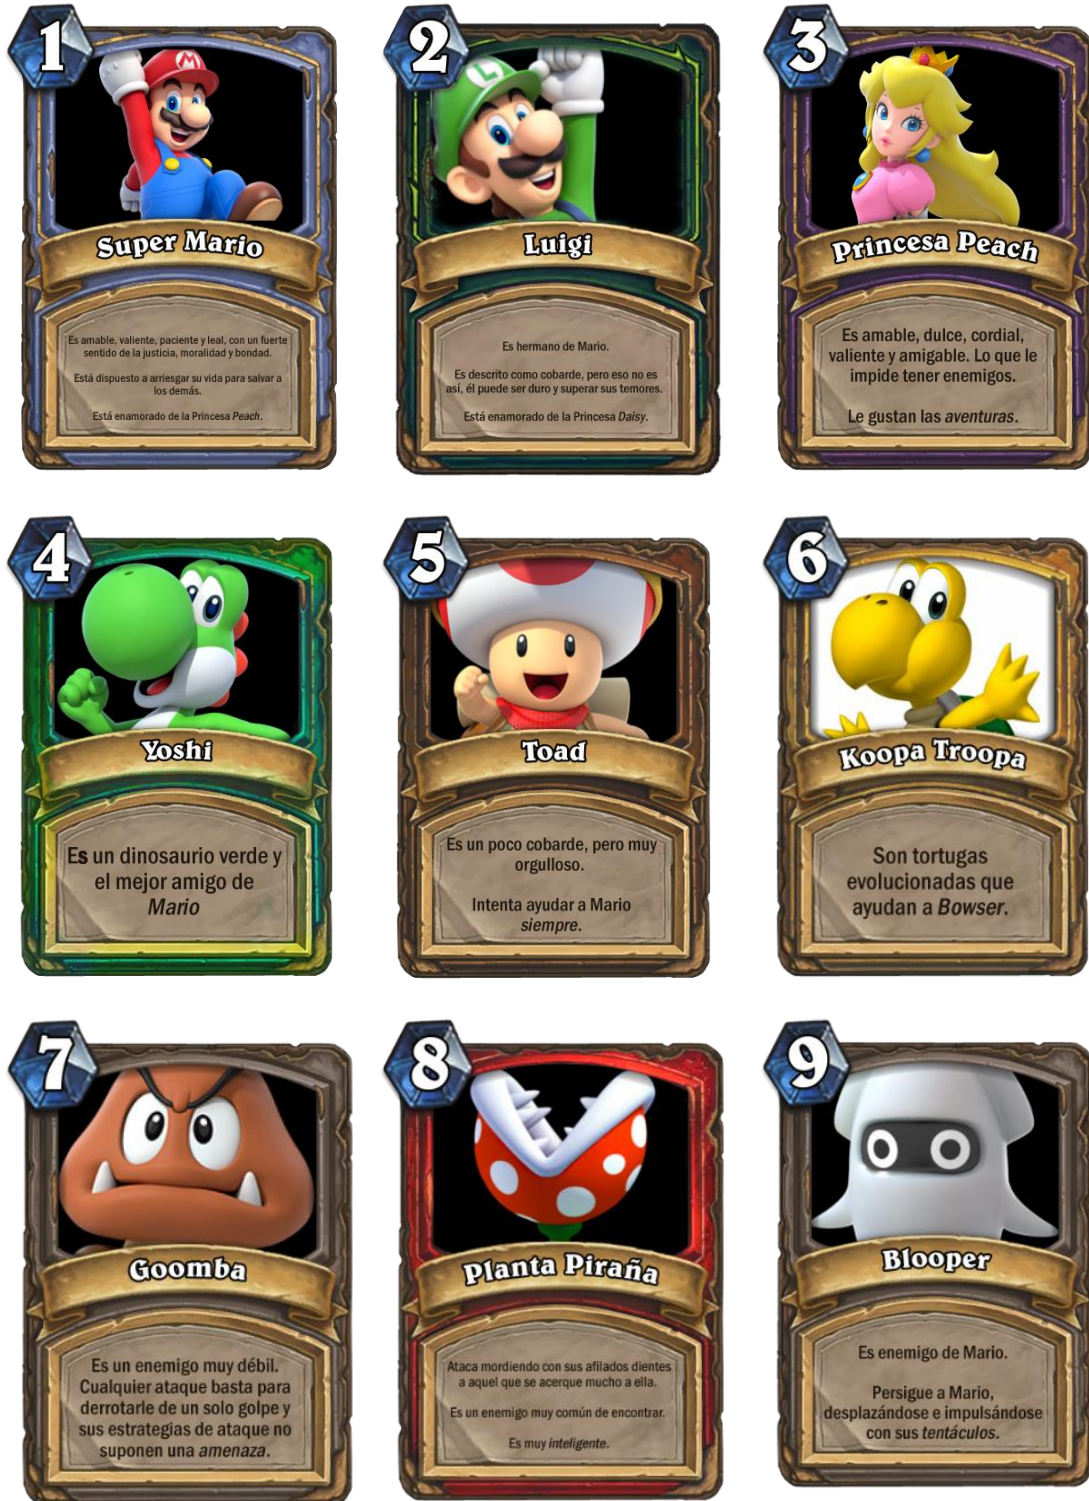 1
Super Mario
Es amable, valiente, paciente y leal, con un fuerte
sentido de la justicia, moralidad y bondad.
Está dispuesto a arriesgar su vida para salvar a
los demás.
Está enamorado de la Princesa Peach.
2
Luigi
Es hermano de Mario.
Es descrito como cobarde, pero eso no es
así, él puede ser duro y superar sus temores.
Está enamorado de la Princesa Daisy.
3
Princesa Peach
Es amable, dulce, cordial,
valiente y amigable. Lo que le
impide tener enemigos.
Le gustan las aventuras.
4
Yoshi
Es un dinosaurio verde y
el mejor amigo de
Mario
5
Toad
Es un poco cobarde, pero muy
orgulloso.
Intenta ayudar a Mario
siempre.
6
Koopa Troopa
Son tortugas
evolucionadas que
ayudan a Bowser.
7
Goomba
Es un enemigo muy débil.
Cualquier ataque basta para
derrotarle de un solo golpe y
sus estrategias de ataque no
suponen una amenaza.
8
Planta Piraña
Ataca mordiendo con sus afilados dientes
a aquel que se acerque mucho a ella.
Es un enemigo muy común de encontrar.
Es muy inteligente.
9
Blooper
Es enemigo de Mario.
Persigue a Mario,
desplazándose e impulsándose
con sus tentáculos.